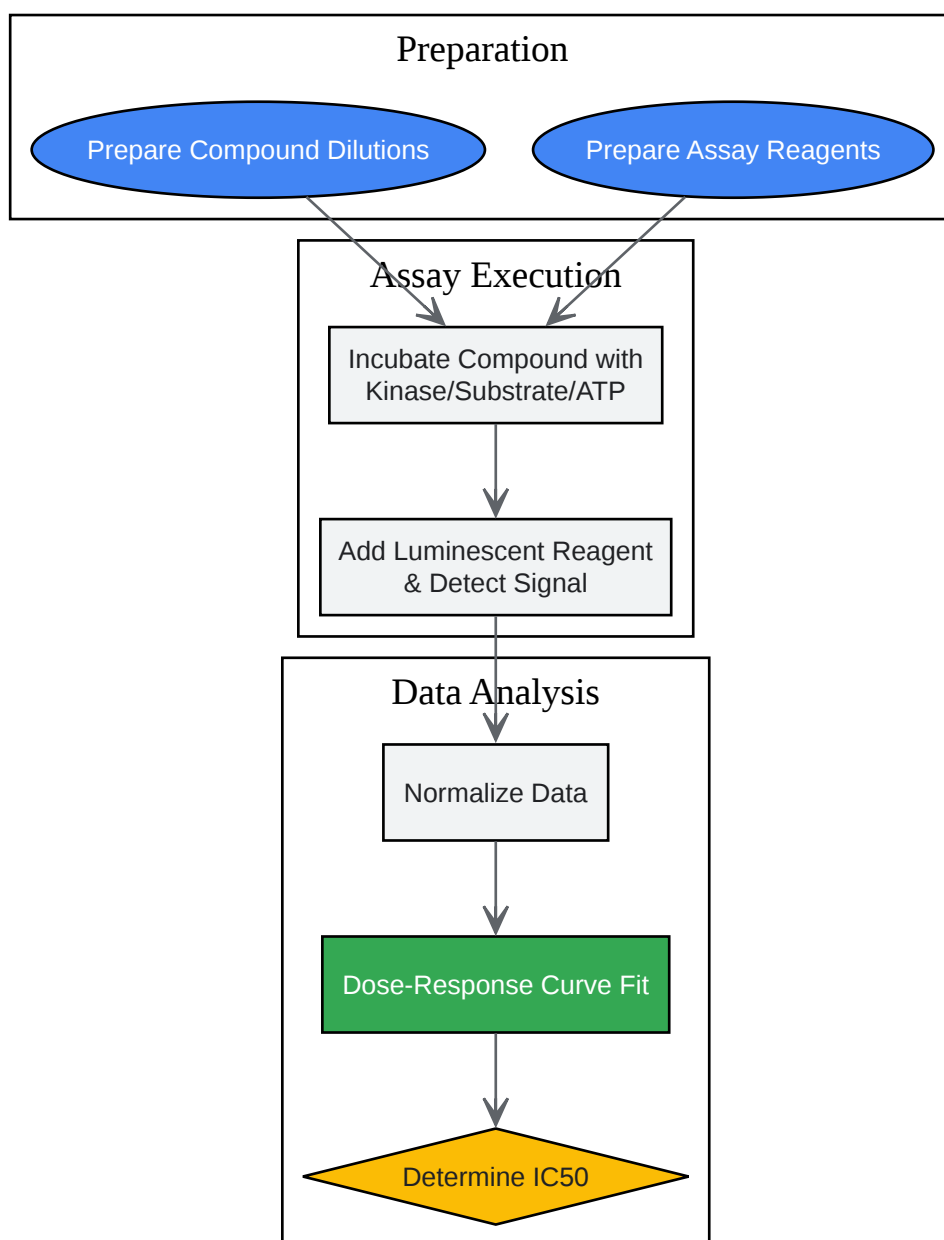 Preparation
Prepare Compound Dilutions
Prepare Assay Reagents
Assay Execution
Incubate Compound with
Kinase/Substrate/ATP
Add Luminescent Reagent
& Detect Signal
Data Analysis
Normalize Data
Dose-Response Curve Fit
Determine IC50